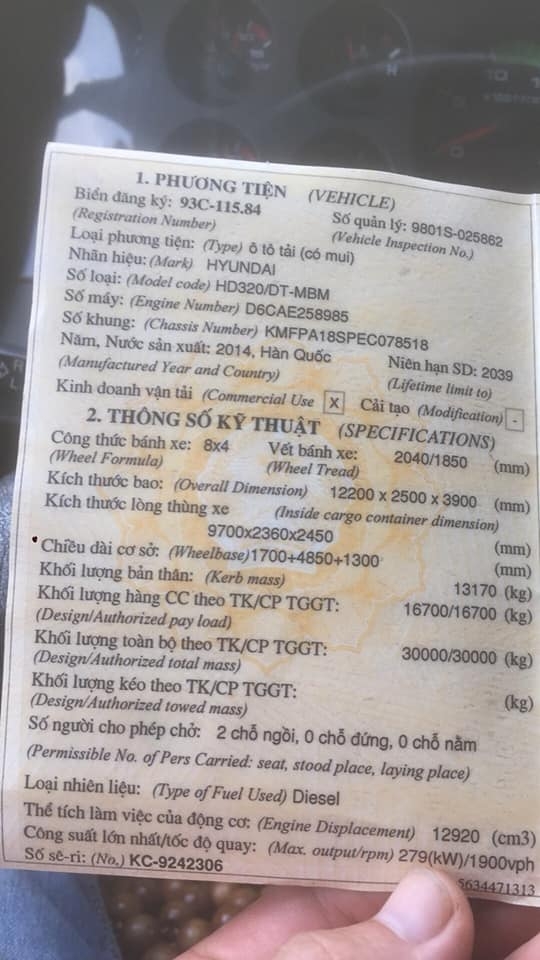 1. PHƯƠNG TIỆN (VEHICLE)
Biển đăng ký: 93C-115.84 Số quản lý: 9801S-025862
(Registration Number) (Vehicle Inspection No.)
Loại phương tiện: (Type) ô tô tải (có mui)
Nhãn hiệu: (Mark) HYUNDAI
Số loại: (Model code) HD320/DT-MBM
Số máy: (Engine Number) D6CAE258985
Số khung: (Chassis Number) KMFPA18SPEC078518
Năm, Nước sản xuất: 2014, Hàn Quốc Niên hạn SD: 2039
(Manufactured Year and Country) (Lifetime limit to)
Kinh doanh vận tải (Commercial Use X Cải tạo (Modification) -
2. THÔNG SỐ KỸ THUẬT (SPECIFICATIONS)
Công thức bánh xe: 8x4 Vết bánh xe: 2040/1850 (mm)
(Wheel Formula) (Wheel Tread)
Kích thước bao: (Overall Dimension) 12200 x 2500 x 3900 (mm)
Kích thước lòng thùng xe (Inside cargo container dimension)
9700x2360x2450 (mm)
Chiều dài cơ sở: (Wheelbase) 1700+4850+1300 (mm)
Khối lượng bản thân: (Kerb mass) 13170 (kg)
Khối lượng hàng CC theo TK/CP TGGT: 16700/16700 (kg)
(Design/Authorized pay load)
Khối lượng toàn bộ theo TK/CP TGGT: 30000/30000 (kg)
(Design/Authorized total mass)
Khối lượng kéo theo TK/CP TGGT: (kg)
(Design/Authorized towed mass)
Số người cho phép chở: 2 chỗ ngồi, 0 chỗ đứng, 0 chỗ nằm
(Permissible No. of Pers Carried: seat, stood place, laying place)
Loại nhiên liệu: (Type of Fuel Used) Diesel
Thể tích làm việc của động cơ: (Engine Displacement) 12920 (cm3)
Công suất lớn nhất/tốc độ quay: (Max. output/rpm) 279(kW)/1900vph
Số sê-ri: (No.) KC-9242306
5634471313